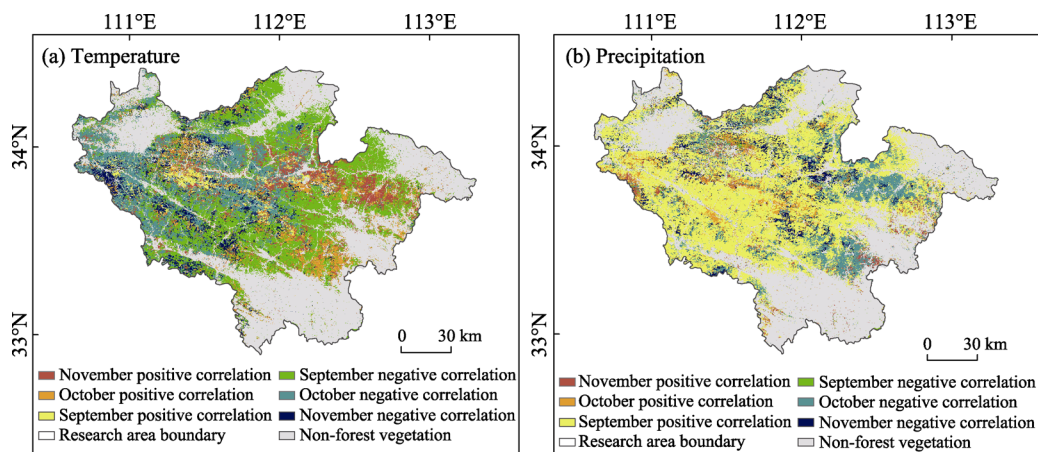 111°E 112°E 113°E 111°E 112°E 113°E
(a) Temperature
(b) Precipitation
34°N
34°N
33°N
33°N
0 30 km
0 30 km
November positive correlation
September negative correlation
October positive correlation
October negative correlation
September positive correlation
November negative correlation
Research area boundary
Non-forest vegetation
November positive correlation
September negative correlation
October positive correlation
October negative correlation
September positive correlation
November negative correlation
Research area boundary
Non-forest vegetation